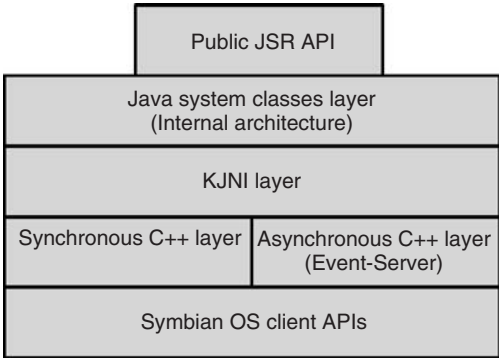 Public JSR API
Java system classes layer
(Internal architecture)
KJNI layer
Synchronous C++ layer
Asynchronous C++ layer
(Event-Server)
Symbian OS client APIs